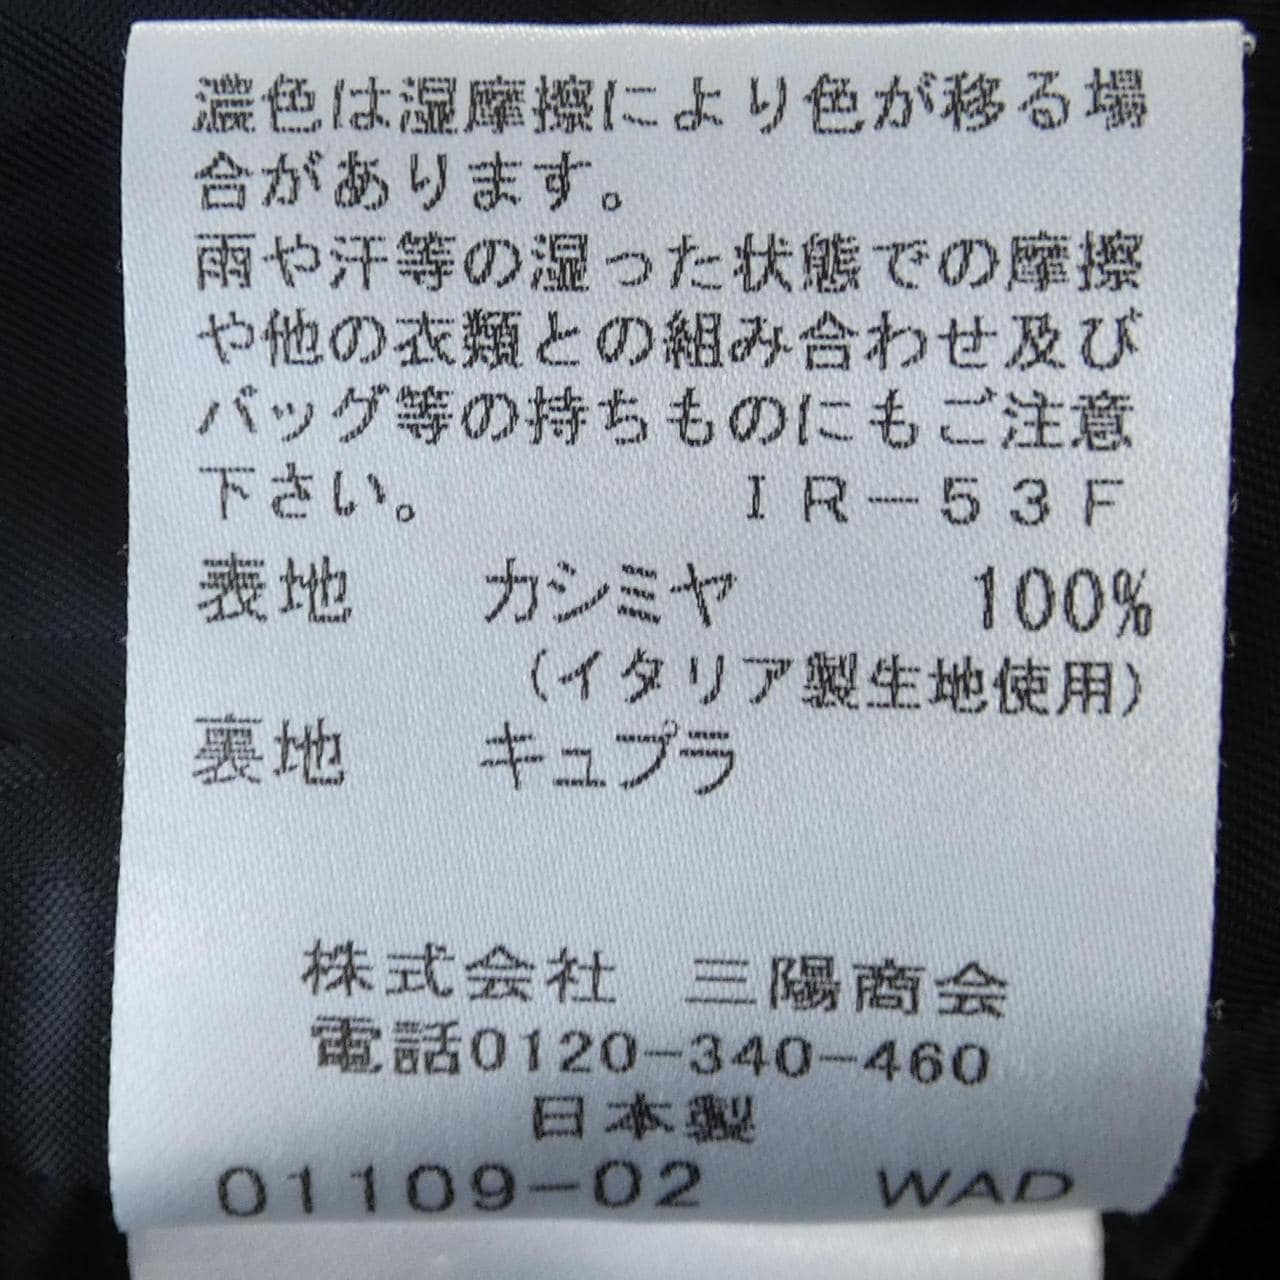 濃色は湿摩擦により色が移る場
合があります。
雨や汗等の湿った状態での摩擦
や他の衣類との組み合わせ及び
バッグ等の持ちものにもご注意
下さい。 IR-53F
表地 カシミヤ 100%
(イタリア製生地使用)
裏地 キュプラ
株式会社 三陽商会
電話0120-340-460
日本製
01109-02 WAD